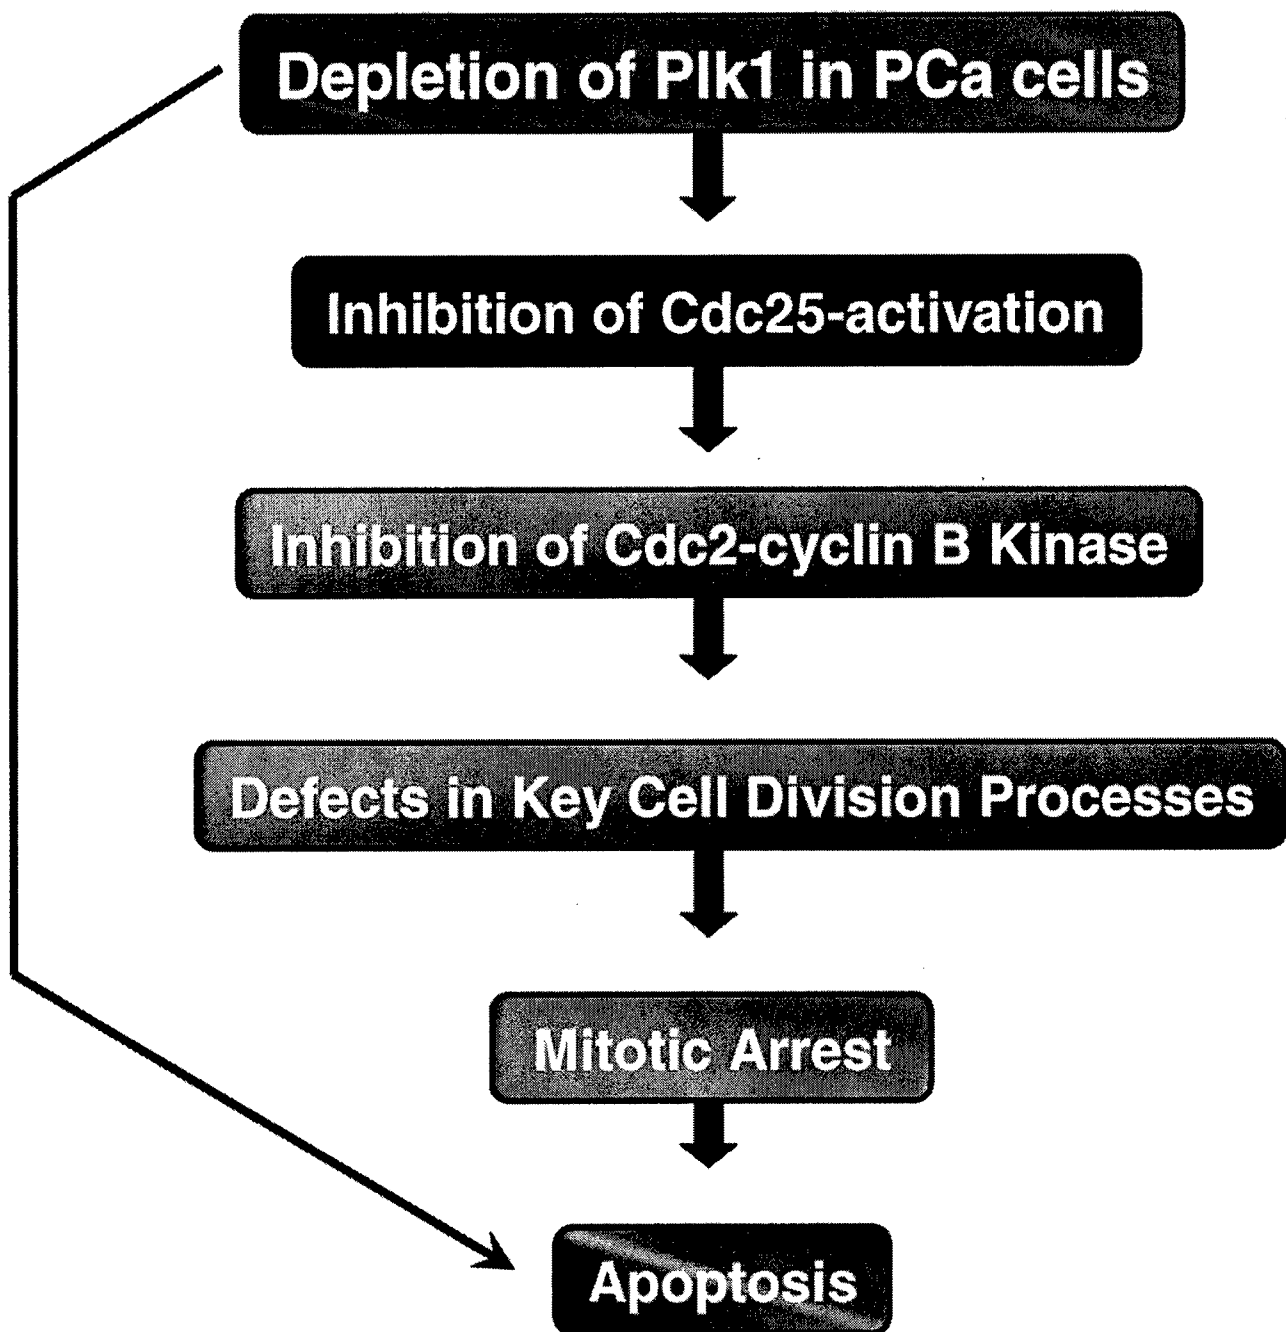 Depletion of Plk1 in PCa cells
Inhibition of Cdc25-activation
Inhibition of Cdc2-cyclin B Kinase
Defects in Key Cell Division Processes
Mitotic Arrest
Apoptosis